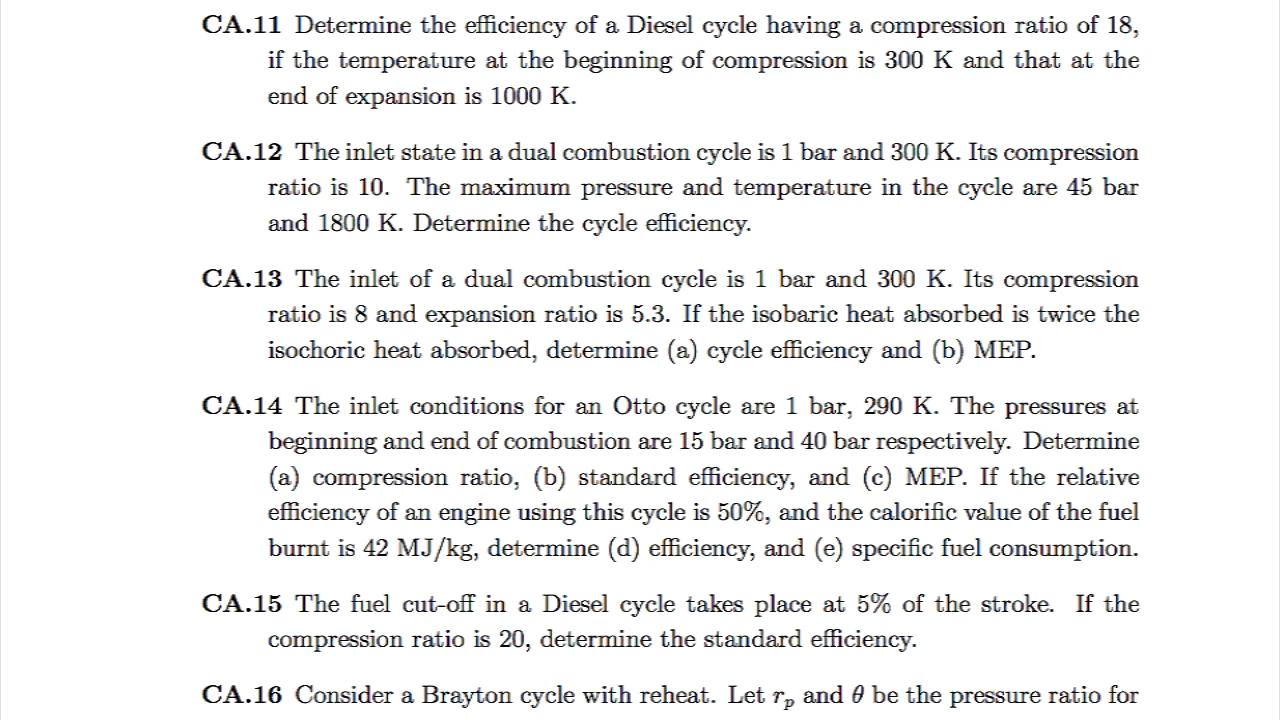 CA.11 Determine the efficiency of a Diesel cycle having a compression ratio of 18,
if the temperature at the beginning of compression is 300 K and that at the
end of expansion is 1000 K.
CA.12 The inlet state in a dual combustion cycle is 1 bar and 300 K. Its compression
ratio is 10. The maximum pressure and temperature in the cycle are 45 bar
and 1800 K. Determine the cycle efficiency.
CA.13 The inlet of a dual combustion cycle is 1 bar and 300 K. Its compression
ratio is 8 and expansion ratio is 5.3. If the isobaric heat absorbed is twice the
isochoric heat absorbed, determine (a) cycle efficiency and (b) MEP.
CA.14 The inlet conditions for an Otto cycle are 1 bar, 290 K. The pressures at
beginning and end of combustion are 15 bar and 40 bar respectively. Determine
(a) compression ratio, (b) standard efficiency, and (c) MEP. If the relative
efficiency of an engine using this cycle is 50%, and the calorific value of the fuel
burnt is 42 MJ/kg, determine (d) efficiency, and (e) specific fuel consumption.
CA.15 The fuel cut-off in a Diesel cycle takes place at 5% of the stroke. If the
compression ratio is 20, determine the standard efficiency.
CA.16 Consider a Brayton cycle with reheat. Let rₚ and θ be the pressure ratio for